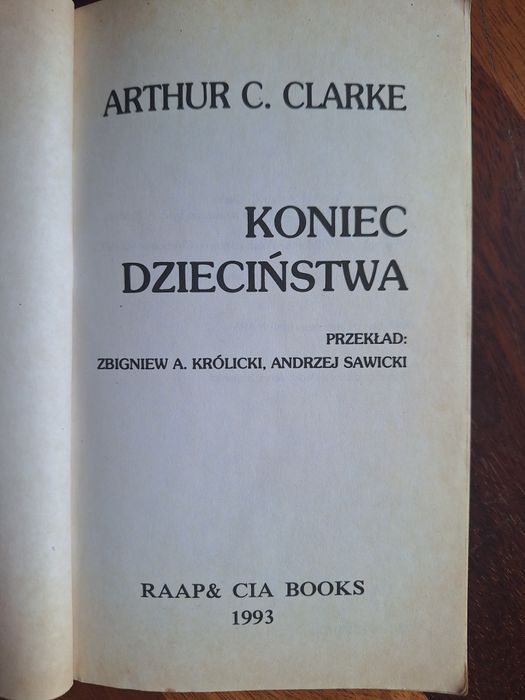 ARTHUR C. CLARKE
KONIEC
DZIECIŃSTWA
PRZEKŁAD:
ZBIGNIEW A. KRÓLICKI, ANDRZEJ SAWICKI
RAAP& CIA BOOKS
1993